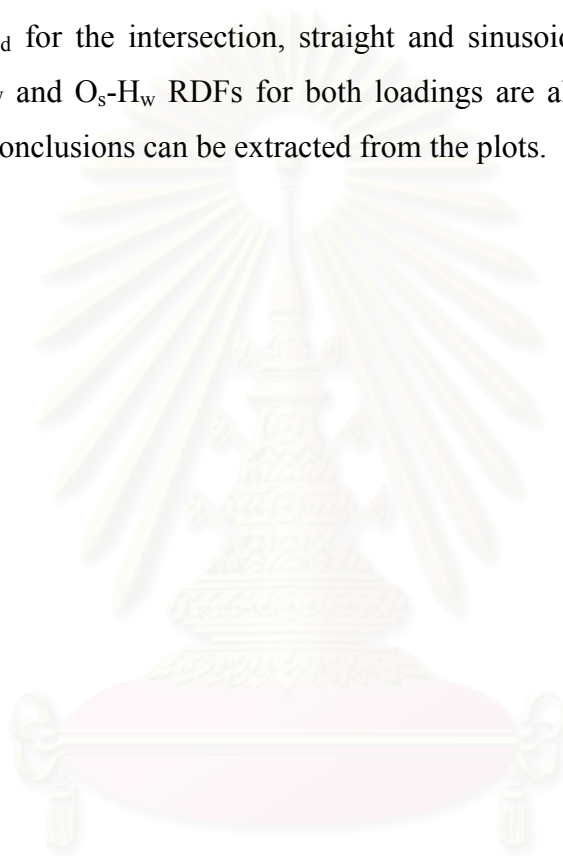 d for the intersection, straight and sinusoid
and Oₛ-H_w RDFs for both loadings are al
onclusions can be extracted from the plots.